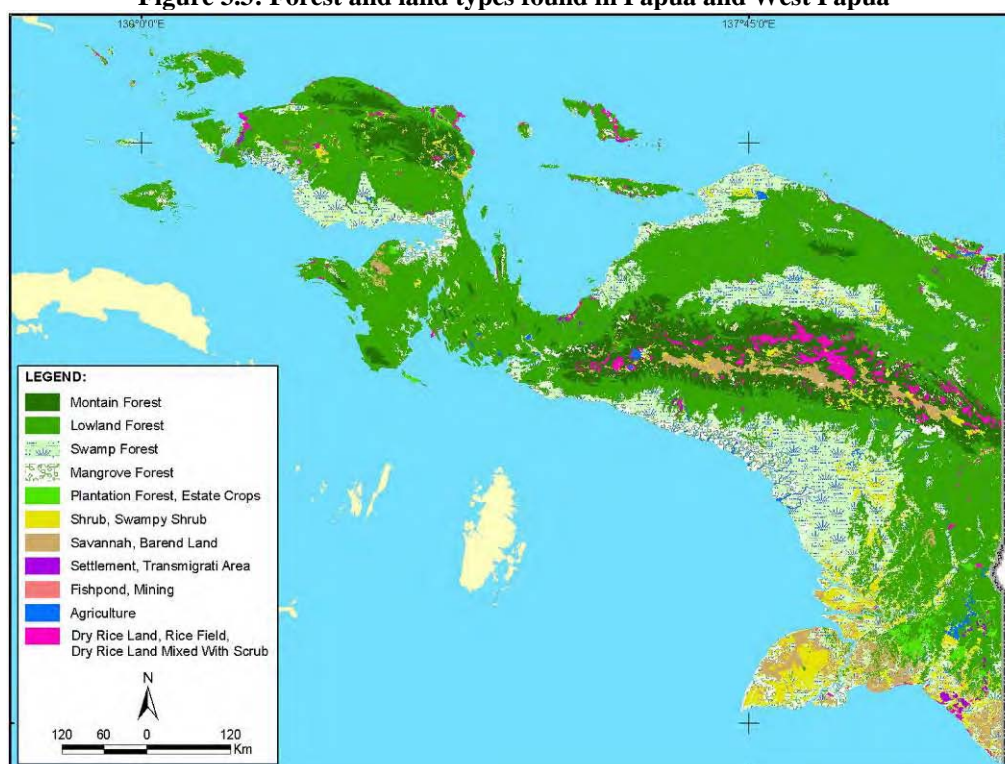 Figure 3.3: Forest and land types found in Papua and West Papua
136°0'0"E
137°45'0"E
LEGEND:
Montain Forest
Lowland Forest
Swamp Forest
Mangrove Forest
Plantation Forest, Estate Crops
Shrub, Swampy Shrub
Savannah, Barend Land
Settlement, Transmigrati Area
Fishpond, Mining
Agriculture
Dry Rice Land, Rice Field,
Dry Rice Land Mixed With Scrub
N
120 60 0 120
Km